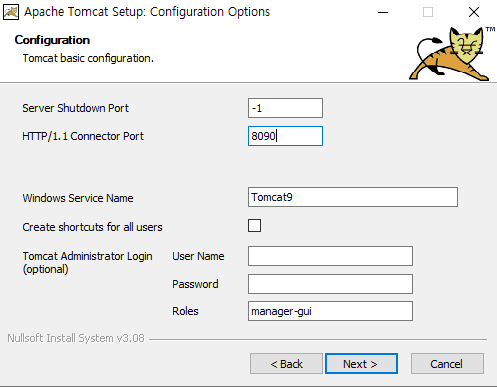 Apache Tomcat Setup: Configuration Options
Configuration
Tomcat basic configuration.
TM
Server Shutdown Port -1
HTTP/1.1 Connector Port 8090
Windows Service Name Tomcat9
Create shortcuts for all users
Tomcat Administrator Login (optional)
User Name
Password
Roles manager-gui
Nullsoft Install System v3.08
< Back Next > Cancel